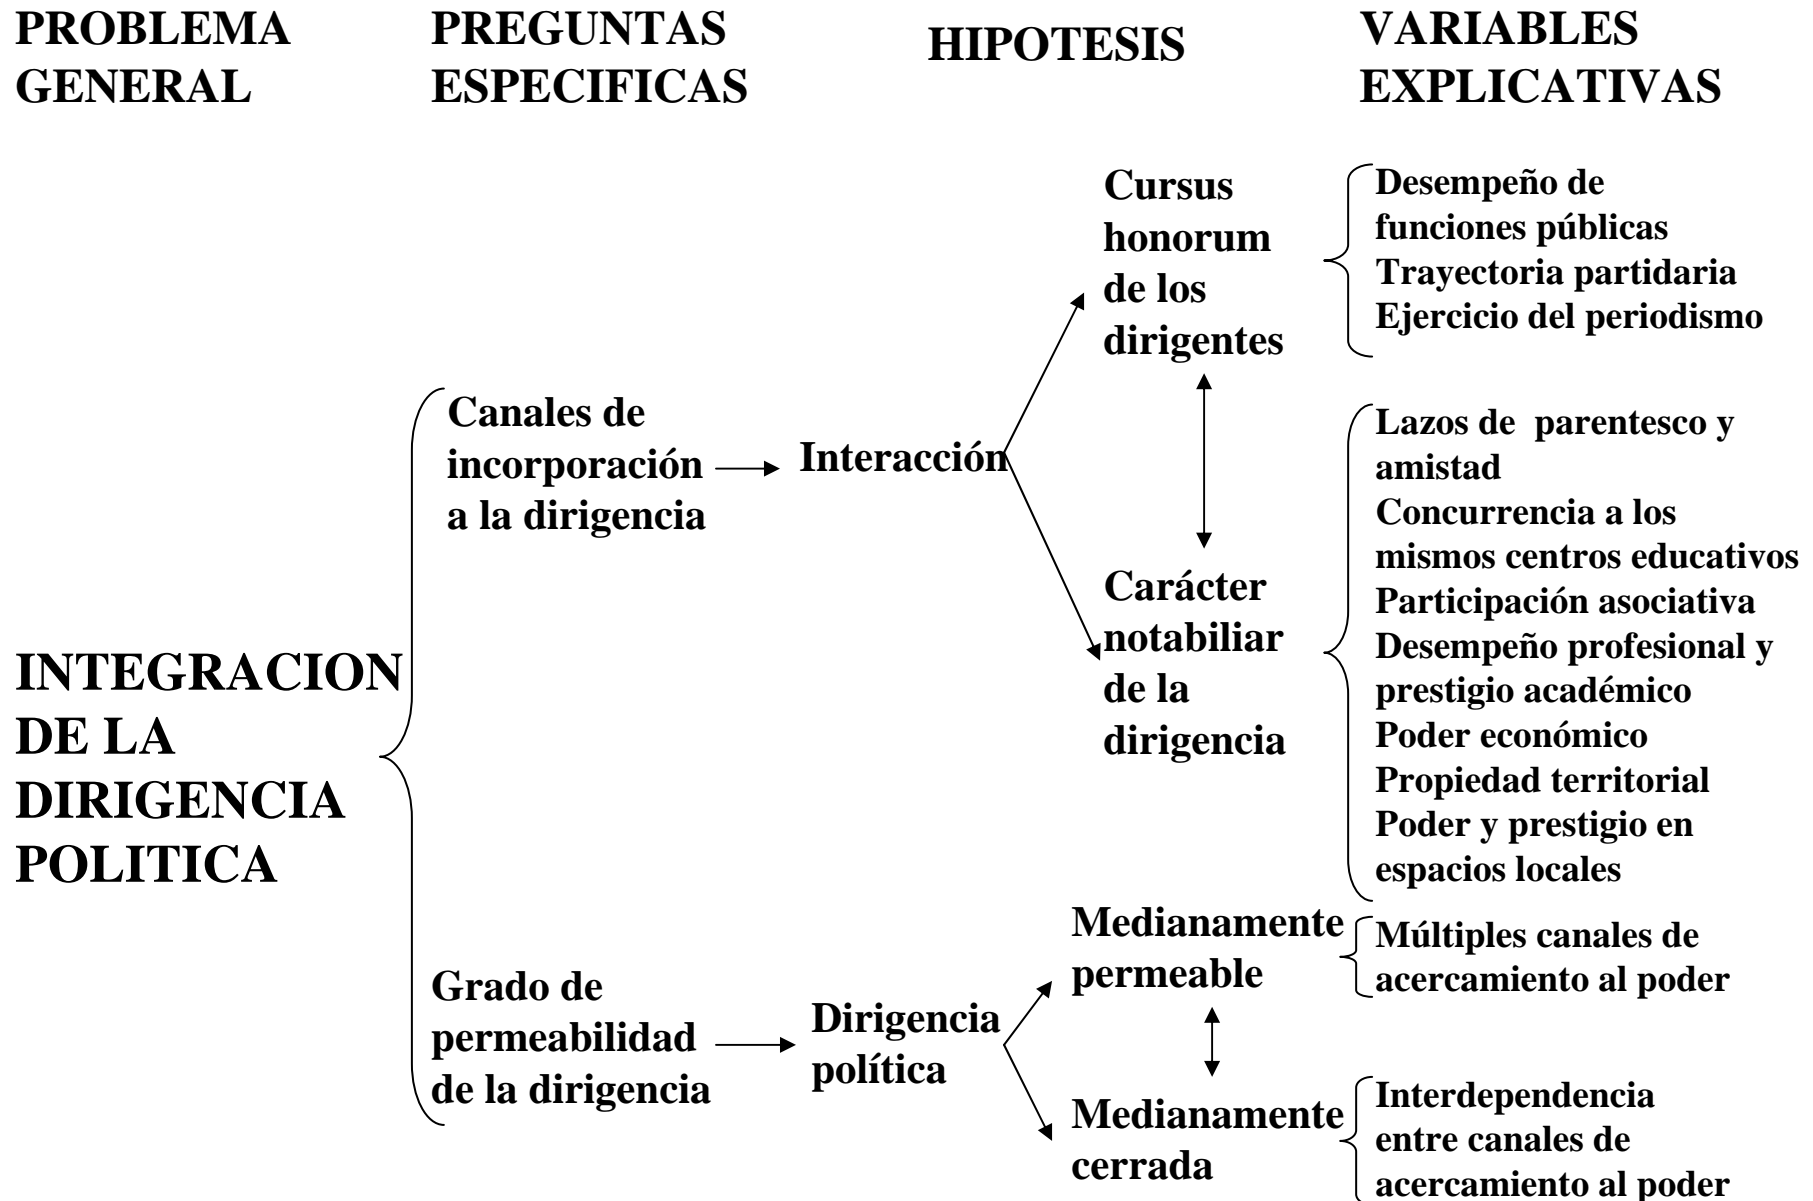 PROBLEMA
GENERAL
PREGUNTAS
ESPECIFICAS
HIPOTESIS
VARIABLES
EXPLICATIVAS
INTEGRACION
DE LA
DIRIGENCIA
POLITICA
Canales de
incorporación
a la dirigencia
Interacción
Cursus
honorum
de los
dirigentes
Desempeño de
funciones públicas
Trayectoria partidaria
Ejercicio del periodismo
Carácter
notabiliar
de la
dirigencia
Lazos de parentesco y
amistad
Concurrencia a los
mismos centros educativos
Participación asociativa
Desempeño profesional y
prestigio académico
Poder económico
Propiedad territorial
Poder y prestigio en
espacios locales
Grado de
permeabilidad
de la dirigencia
Dirigencia
política
Medianamente
permeable
Múltiples canales de
acercamiento al poder
Medianamente
cerrada
Interdependencia
entre canales de
acercamiento al poder